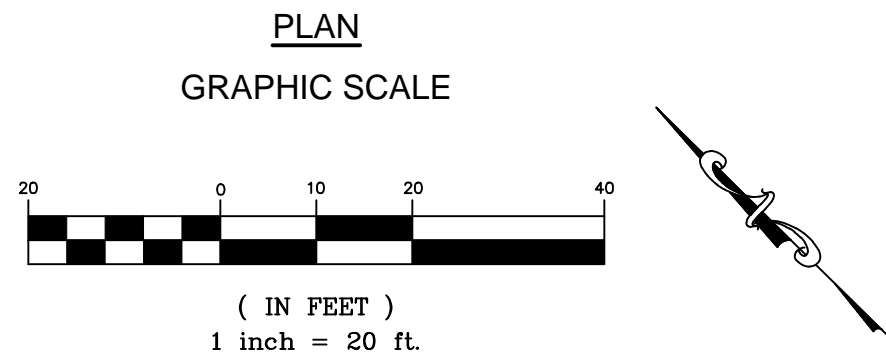 PLAN
GRAPHIC SCALE
20 0 10 20 40
( IN FEET )
1 inch = 20 ft.